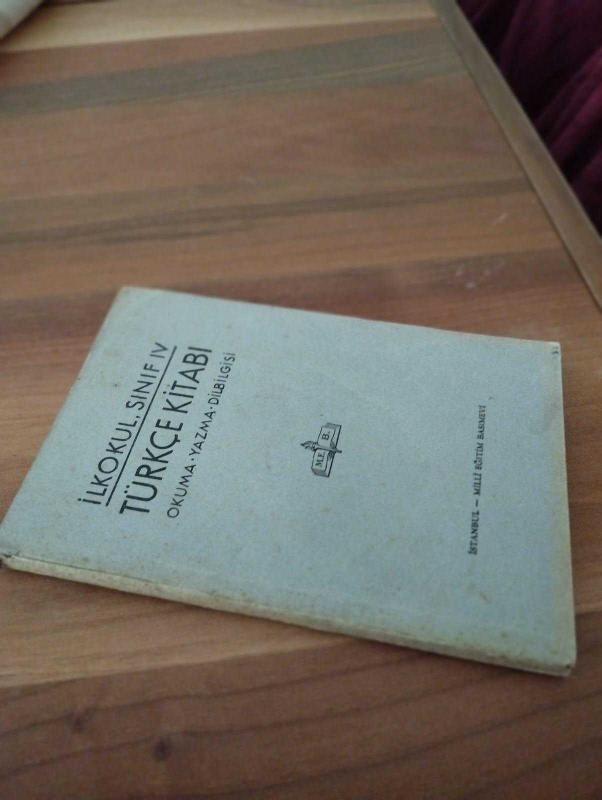 İLKOKUL, SINIF IV
TÜRKÇE KİTABI
OKUMA · YAZMA · DİLBİLGİSİ
M.E. B.
İSTANBUL — MİLLÎ EĞİTİM BASIMEVİ